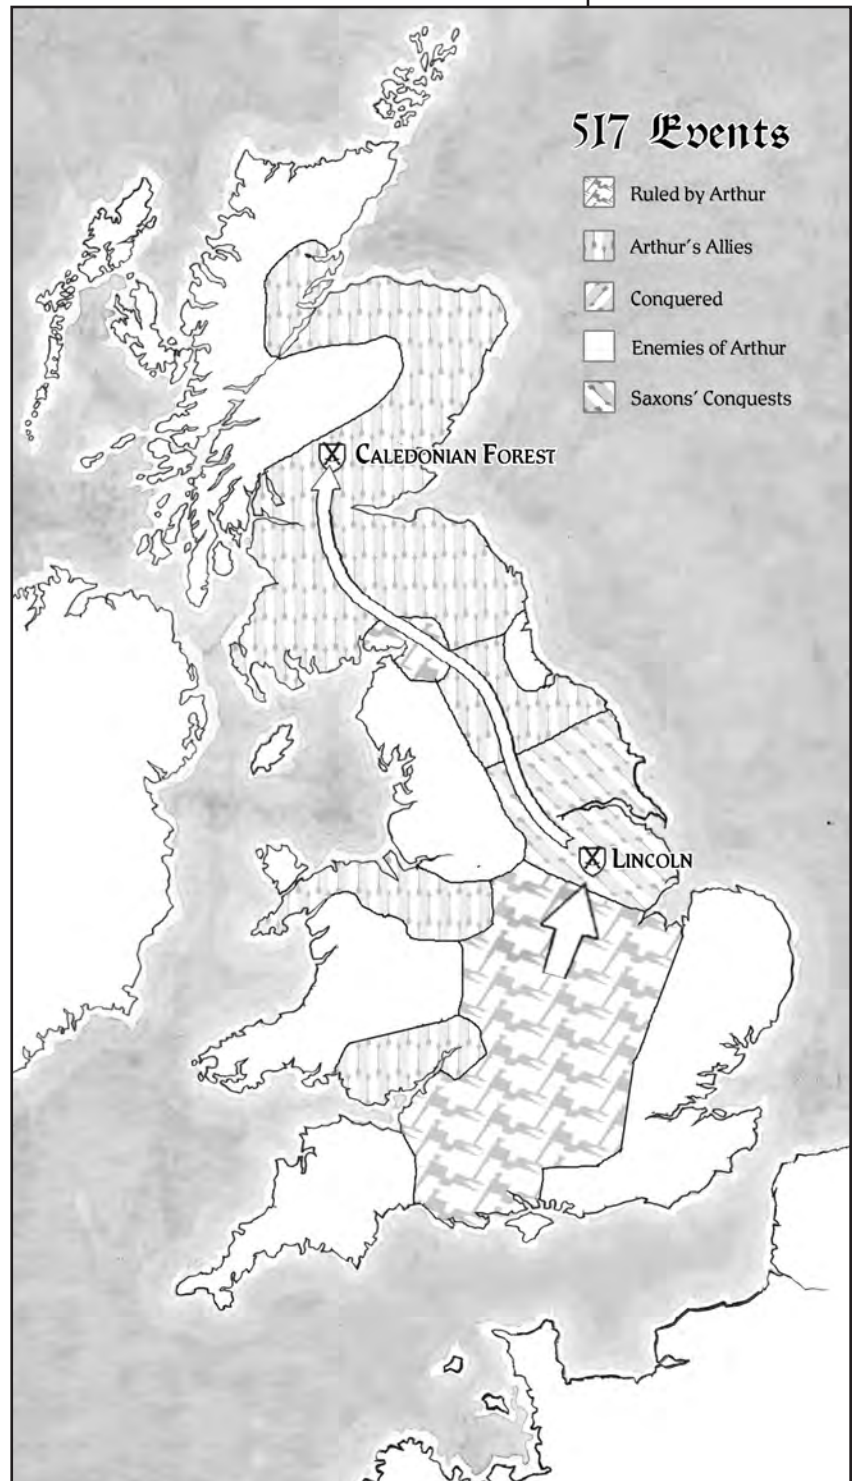 517 Events
Ruled by Arthur
Arthur's Allies
Conquered
Enemies of Arthur
Saxons' Conquests
Caledonian Forest
Lincoln